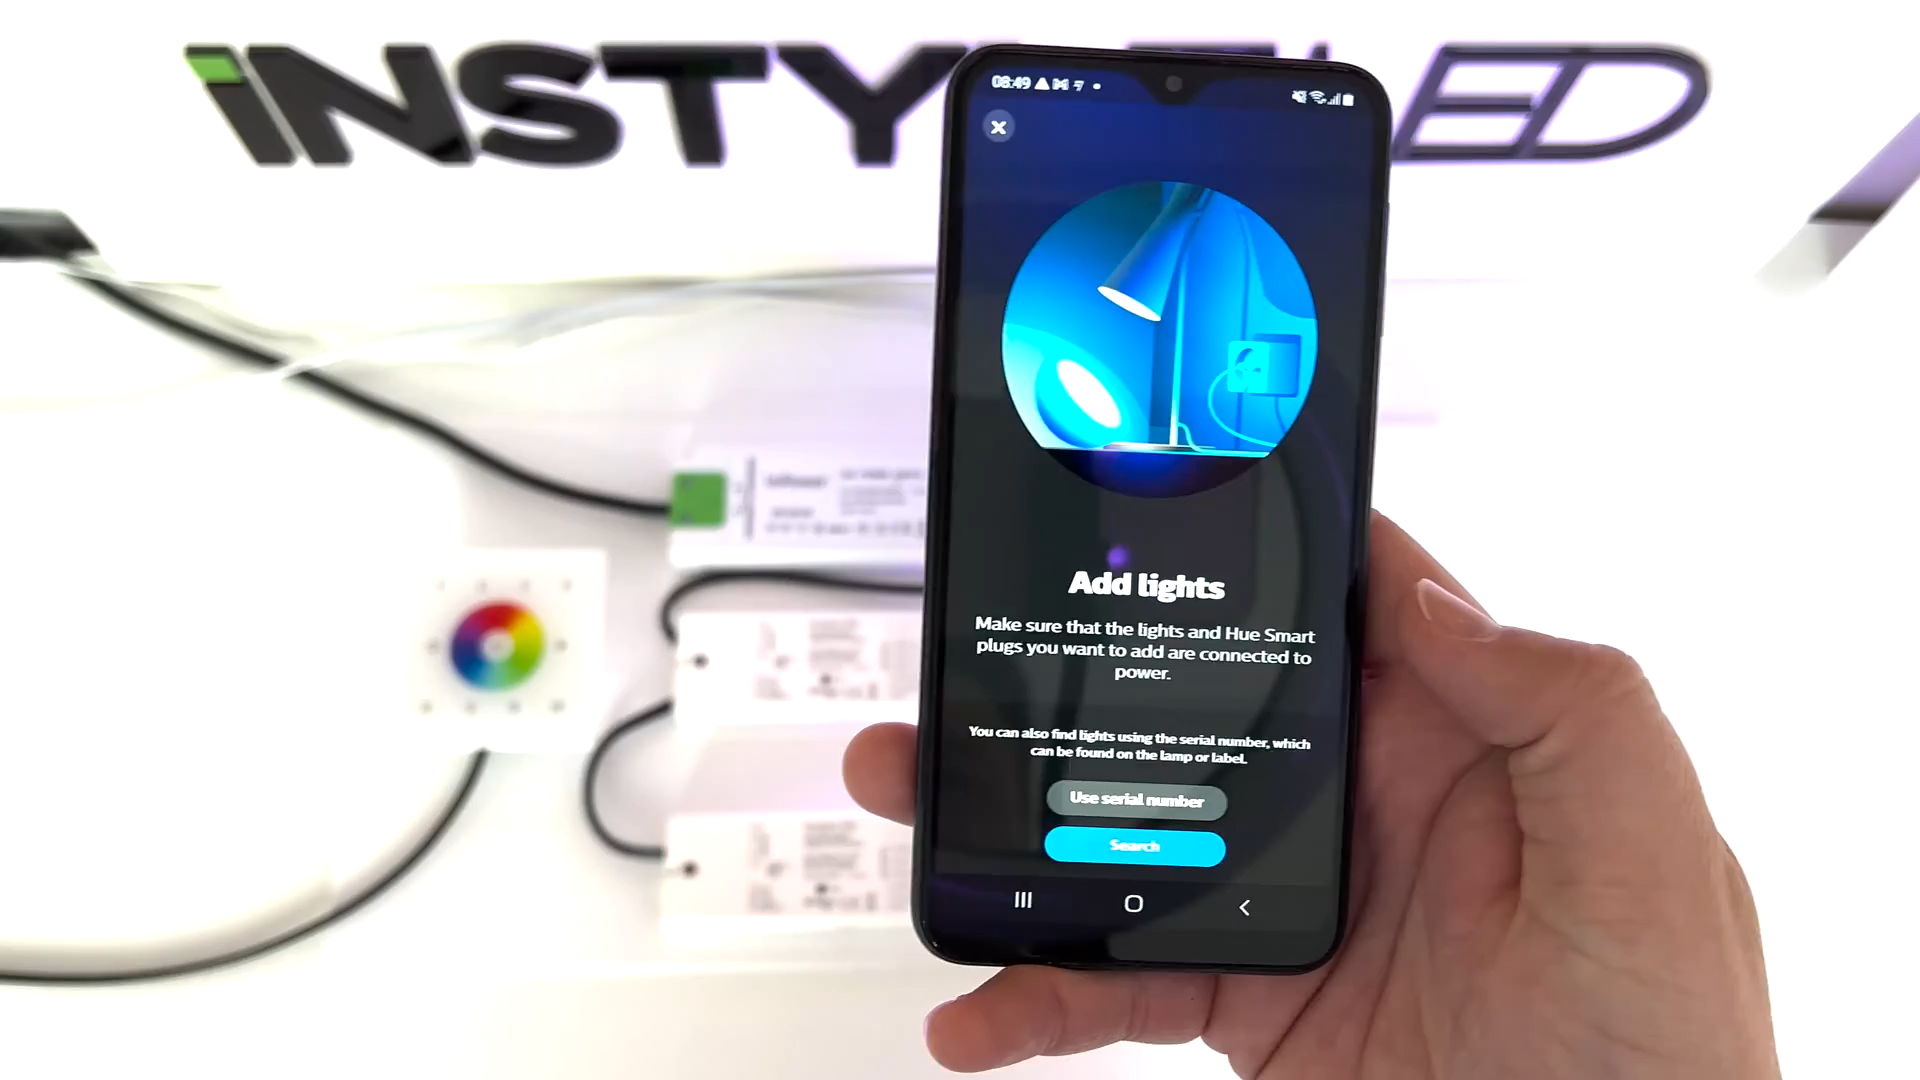 iNSTYLED
08:49
Add lights
Make sure that the lights and Hue Smart
plugs you want to add are connected to
power.
You can also find lights using the serial number, which
can be found on the lamp or label.
Use serial number
Search